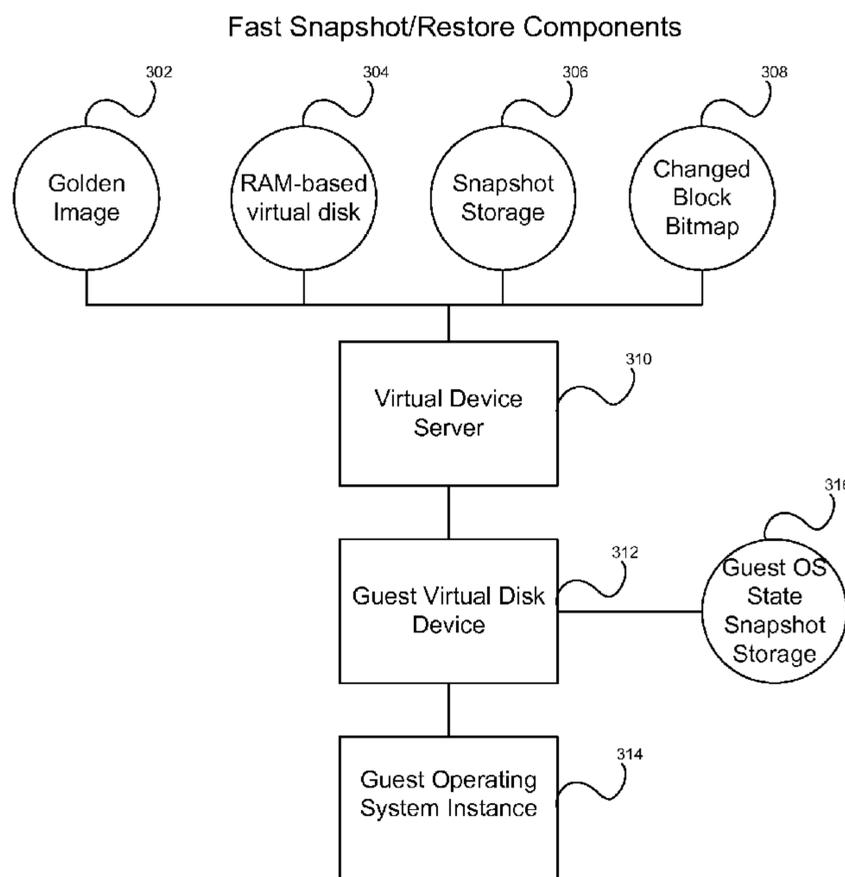 Fast Snapshot/Restore Components
302
304
306
308
Golden
Image
RAM-based
virtual disk
Snapshot
Storage
Changed
Block
Bitmap
310
Virtual Device
Server
316
312
Guest Virtual Disk
Device
Guest OS
State
Snapshot
Storage
314
Guest Operating
System Instance